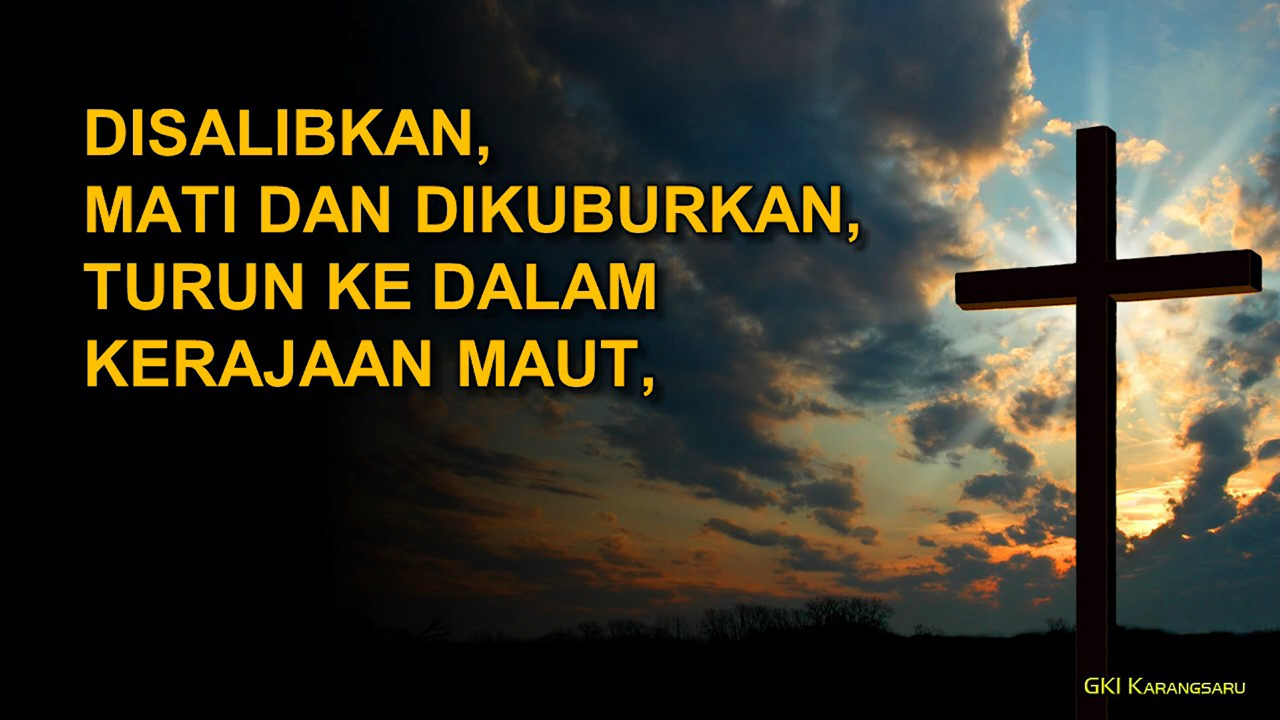 DISALIBKAN,
MATI DAN DIKUBURKAN,
TURUN KE DALAM
KERAJAAN MAUT,
GKI KARANGSARU